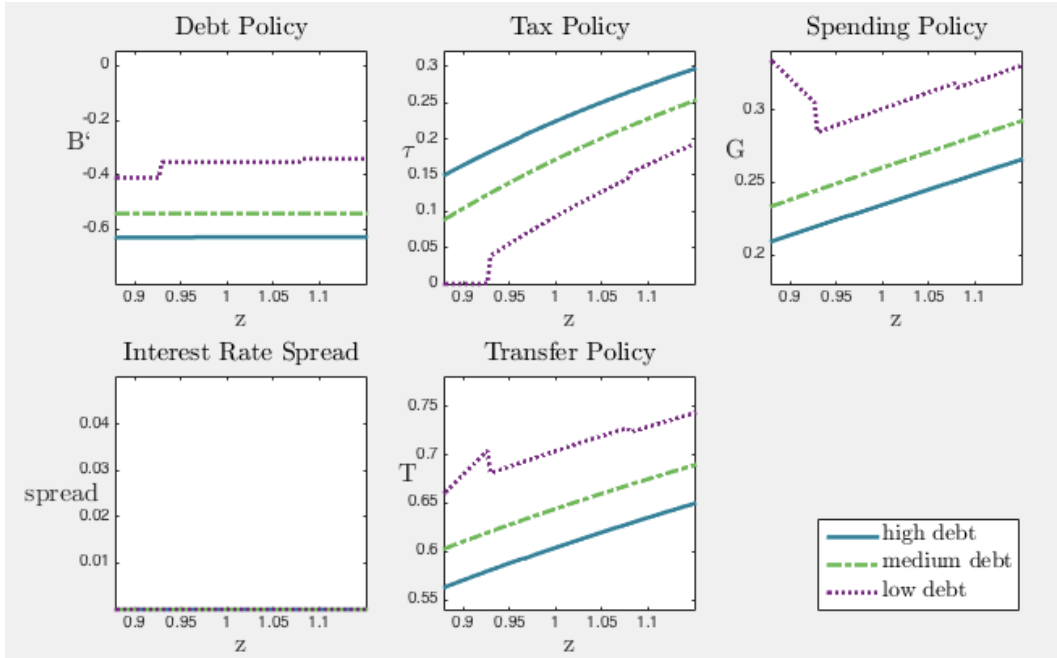 Debt Policy
Tax Policy
Spending Policy
0
-0.2
-0.4
-0.6
B‘
0.9 0.95 1 1.05 1.1
z
0.3
0.25
0.2
0.15
0.1
0.05
0
τ
0.9 0.95 1 1.05 1.1
z
0.3
0.25
0.2
G
0.9 0.95 1 1.05 1.1
z
Interest Rate Spread
Transfer Policy
0.04
0.03
0.02
0.01
spread
0.9 0.95 1 1.05 1.1
z
0.75
0.7
0.65
0.6
0.55
T
0.9 0.95 1 1.05 1.1
z
high debt
medium debt
low debt